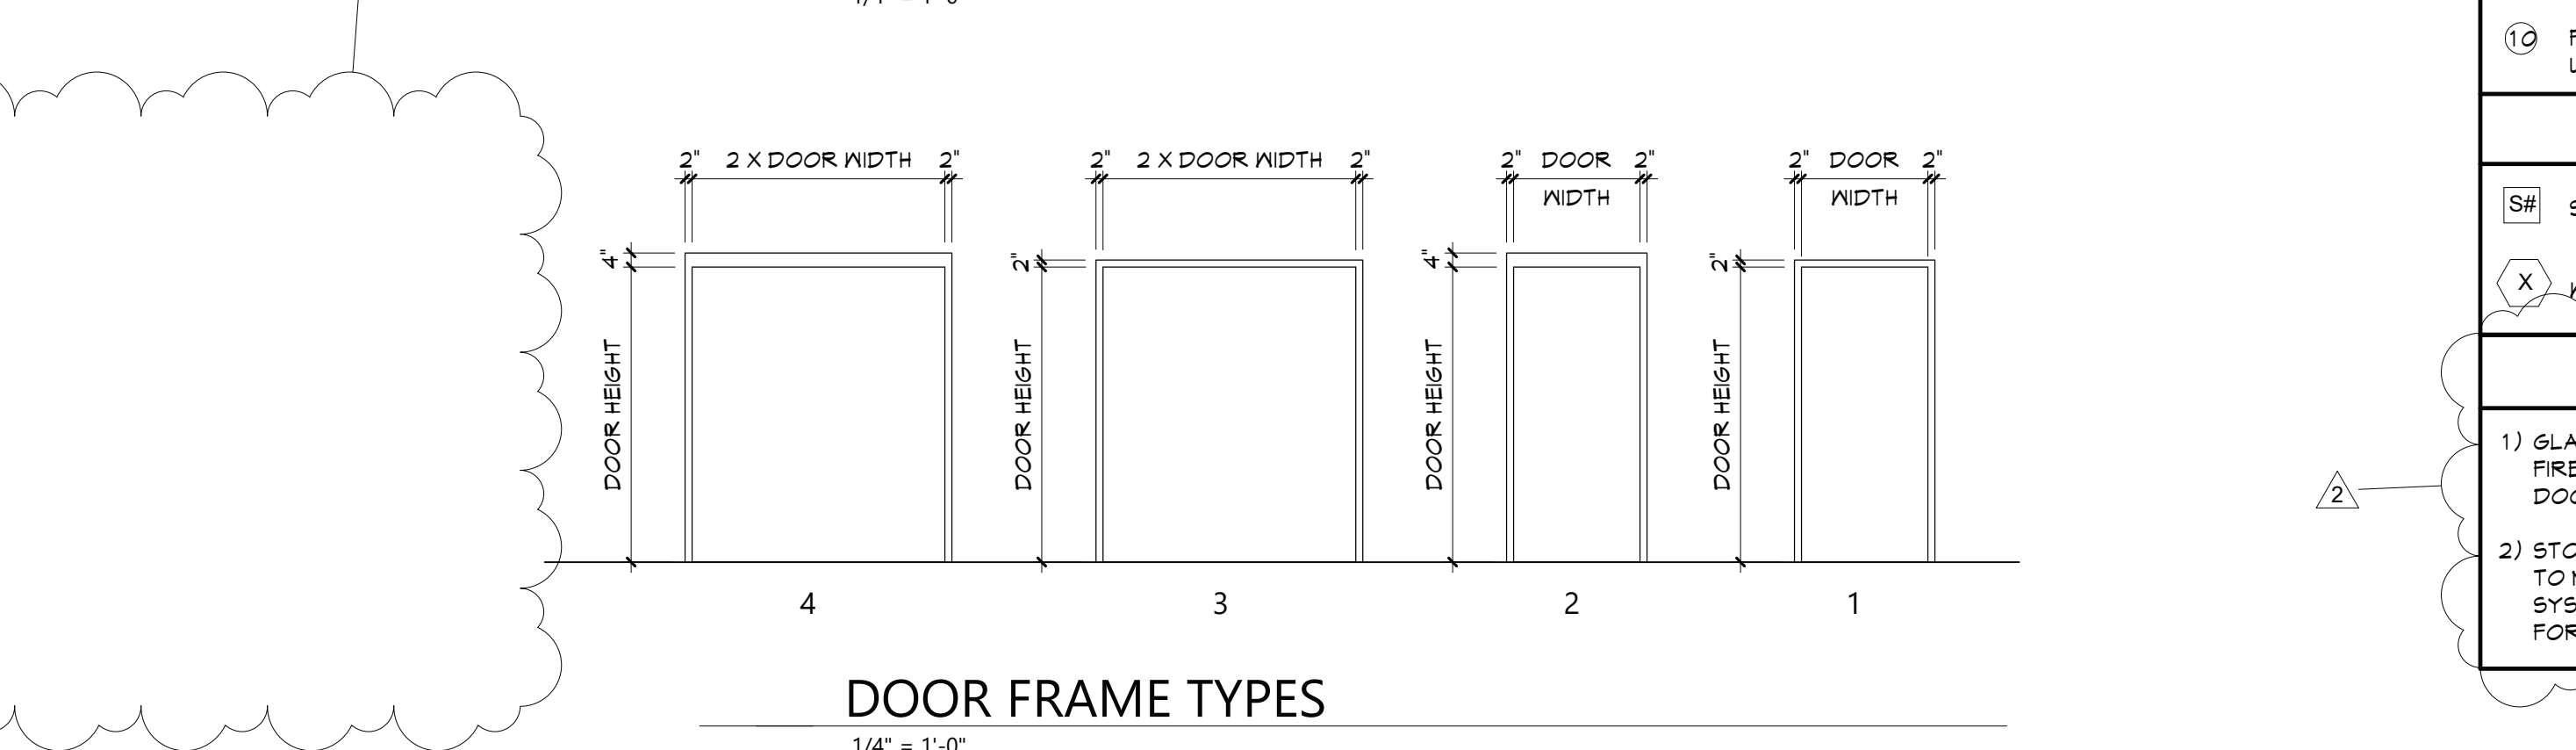 2" 2 X DOOR WIDTH 2"
4"
DOOR HEIGHT
4
2" 2 X DOOR WIDTH 2"
2"
DOOR HEIGHT
3
2" DOOR 2"
WIDTH
4"
DOOR HEIGHT
2
2" DOOR 2"
WIDTH
2"
DOOR HEIGHT
1
DOOR FRAME TYPES
1/4" = 1'-0"
2
10
S#
X
1) GLA
FIRE
DOO
2) STO
TO
SYS
FOR